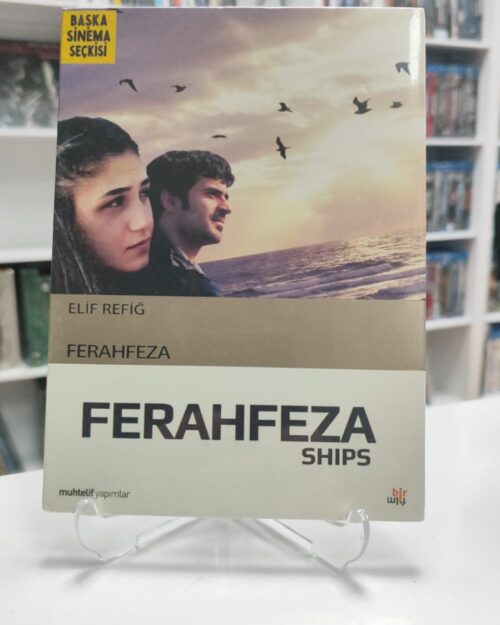 BAŞKA
SİNEMA
SEÇKİSİ
ELİF REFİĞ
FERAHFEZA
FERAHFEZA
SHIPS
muhtelif yapımlar
bir
film